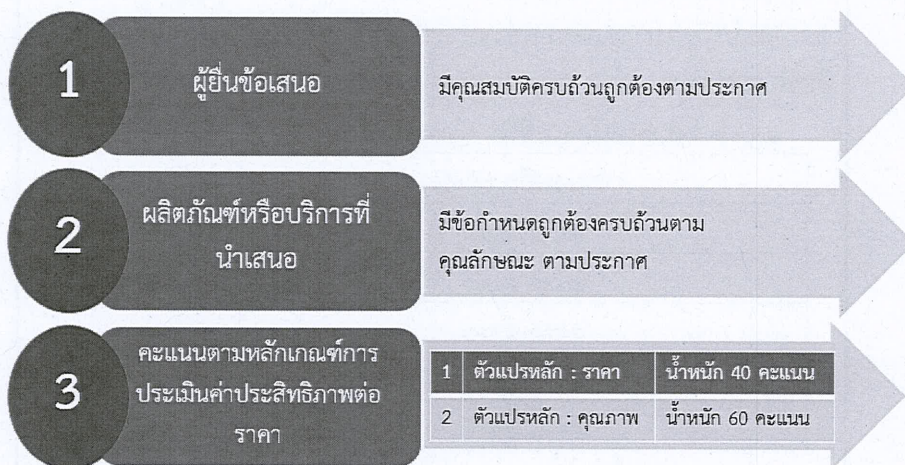 1
ผู้ยื่นข้อเสนอ
มีคุณสมบัติครบถ้วนถูกต้องตามประกาศ
2
ผลิตภัณฑ์หรือบริการที่
นำเสนอ
มีข้อกำหนดถูกต้องครบถ้วนตาม
คุณลักษณะ ตามประกาศ
3
คะแนนตามหลักเกณฑ์การ
ประเมินค่าประสิทธิภาพต่อ
ราคา
1 ตัวแปรหลัก : ราคา น้ำหนัก 40 คะแนน
2 ตัวแปรหลัก : คุณภาพ น้ำหนัก 60 คะแนน